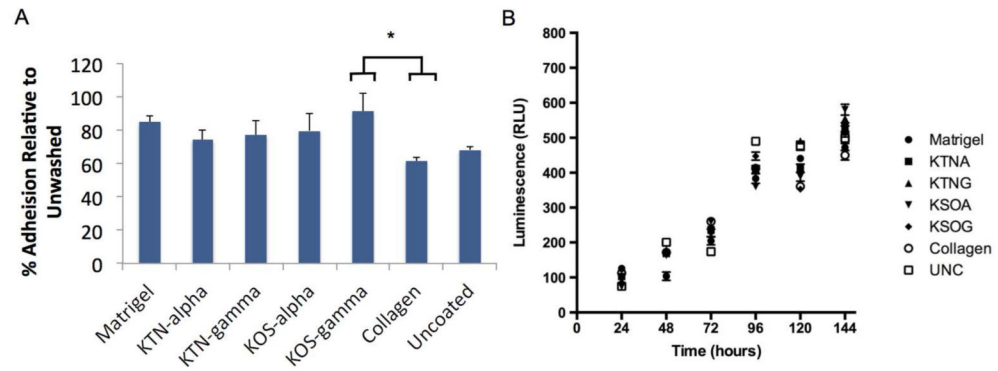 A
% Adheision Relative to
Unwashed
120
100
80
60
40
20
0
*
Matrigel
KTN-alpha
KTN-gamma
KOS-alpha
KOS-gamma
Collagen
Uncoated
B
Luminescence (RLU)
800
700
600
500
400
300
200
100
0
0 24 48 72 96 120 144
Time (hours)
Matrigel
KTNA
KTNG
KSOA
KSOG
Collagen
UNC